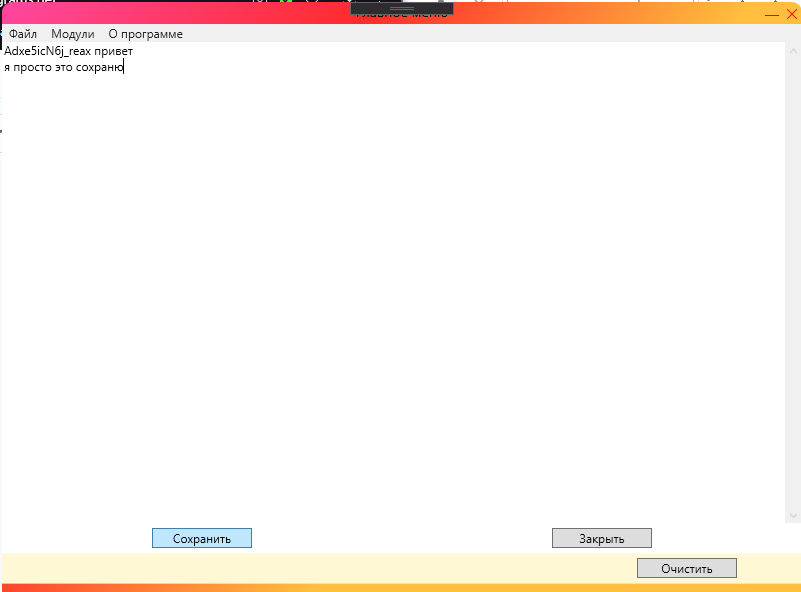 Файл Модули О программе
Adxe5icN6j_reax привет
я просто это сохраню
Сохранить Закрыть
Очистить